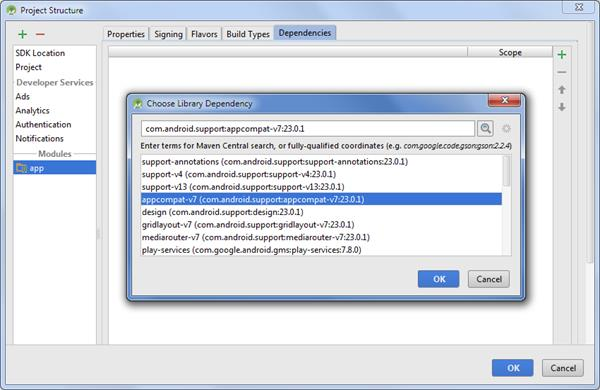 Project Structure
Properties Signing Flavors Build Types Dependencies
SDK Location
Project
Developer Services
Ads
Analytics
Authentication
Notifications
Modules
app
Scope
Choose Library Dependency
com.android.support:appcompat-v7:23.0.1
Enter terms for Maven Central search, or fully-qualified coordinates (e.g. com.google.code.gson:gson:2.2.4)
support-annotations (com.android.support:support-annotations:23.0.1)
support-v4 (com.android.support:support-v4:23.0.1)
support-v13 (com.android.support:support-v13:23.0.1)
appcompat-v7 (com.android.support:appcompat-v7:23.0.1)
design (com.android.support:design:23.0.1)
gridlayout-v7 (com.android.support:gridlayout-v7:23.0.1)
mediarouter-v7 (com.android.support:mediarouter-v7:23.0.1)
play-services (com.google.android.gms:play-services:7.8.0)
OK Cancel
OK Cancel